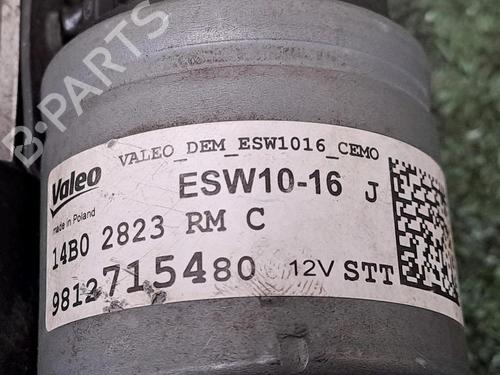 B-PARTS
VALEO_DEM_ESW1016_CEMO
Valeo
ESW10-16 J
made in Poland
14B0 2823 RM C
9812715480 12V STT